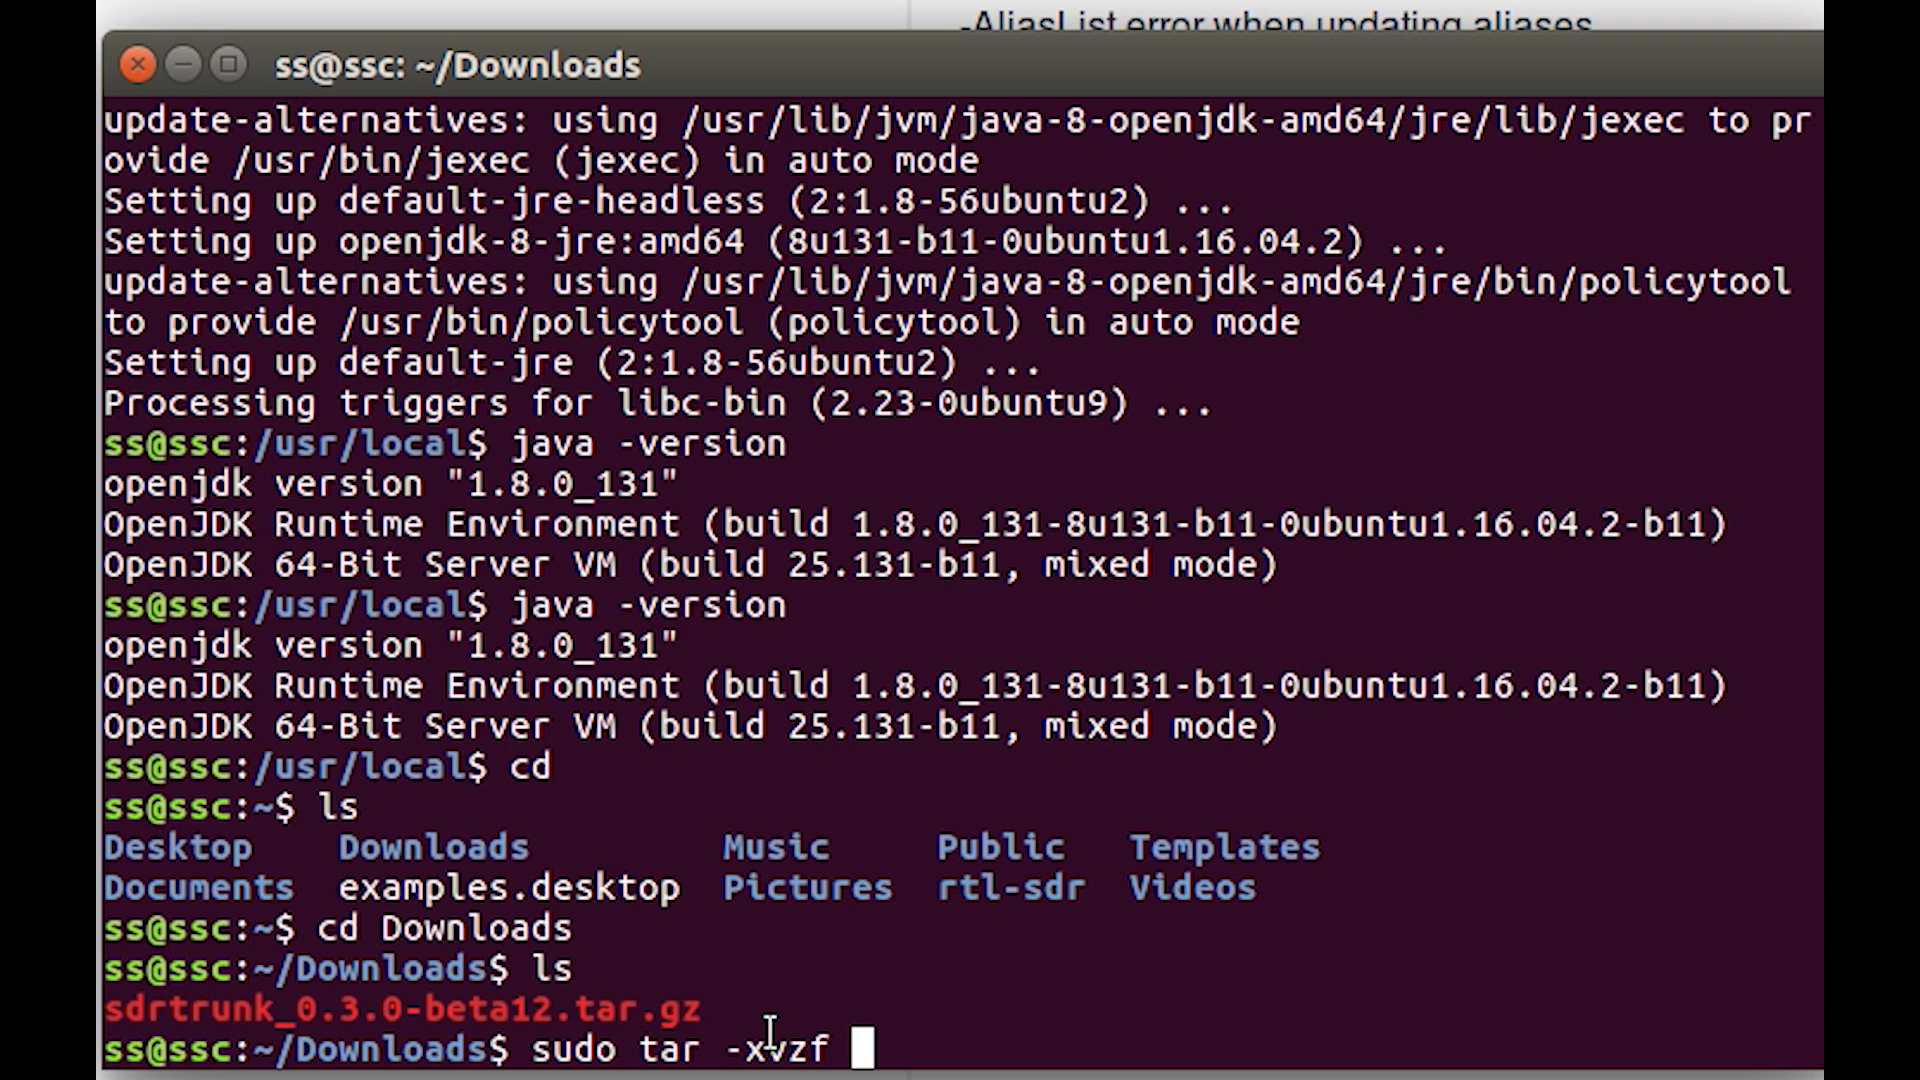 -AliasList error when updating aliases
ss@ssc: ~/Downloads
update-alternatives: using /usr/lib/jvm/java-8-openjdk-amd64/jre/lib/jexec to pr
ovide /usr/bin/jexec (jexec) in auto mode
Setting up default-jre-headless (2:1.8-56ubuntu2) ...
Setting up openjdk-8-jre:amd64 (8u131-b11-0ubuntu1.16.04.2) ...
update-alternatives: using /usr/lib/jvm/java-8-openjdk-amd64/jre/bin/policytool
to provide /usr/bin/policytool (policytool) in auto mode
Setting up default-jre (2:1.8-56ubuntu2) ...
Processing triggers for libc-bin (2.23-0ubuntu9) ...
ss@ssc:/usr/local$ java -version
openjdk version "1.8.0_131"
OpenJDK Runtime Environment (build 1.8.0_131-8u131-b11-0ubuntu1.16.04.2-b11)
OpenJDK 64-Bit Server VM (build 25.131-b11, mixed mode)
ss@ssc:/usr/local$ java -version
openjdk version "1.8.0_131"
OpenJDK Runtime Environment (build 1.8.0_131-8u131-b11-0ubuntu1.16.04.2-b11)
OpenJDK 64-Bit Server VM (build 25.131-b11, mixed mode)
ss@ssc:/usr/local$ cd
ss@ssc:~$ ls
Desktop Downloads Music Public Templates
Documents examples.desktop Pictures rtl-sdr Videos
ss@ssc:~$ cd Downloads
ss@ssc:~/Downloads$ ls
sdrtrunk_0.3.0-beta12.tar.gz
ss@ssc:~/Downloads$ sudo tar -xvzf